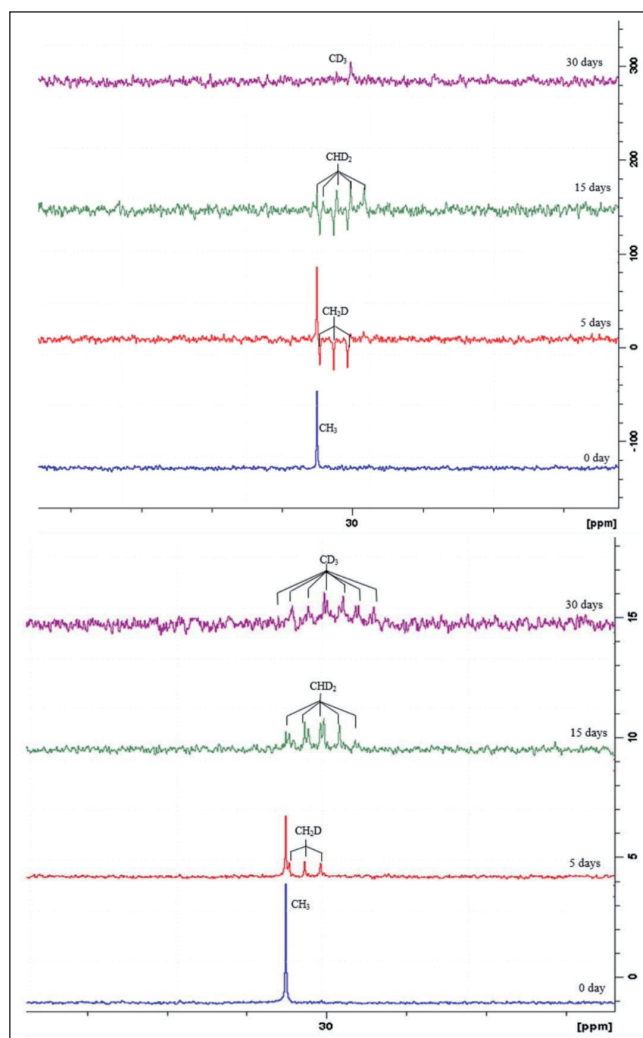 CD3
30 days
300
CHD2
200
15 days
100
CH2D
5 days
0
CH3
-100
0 day
30
[ppm]
CD3
30 days
15
CHD2
15 days
10
CH2D
5 days
5
CH3
0
0 day
30
[ppm]